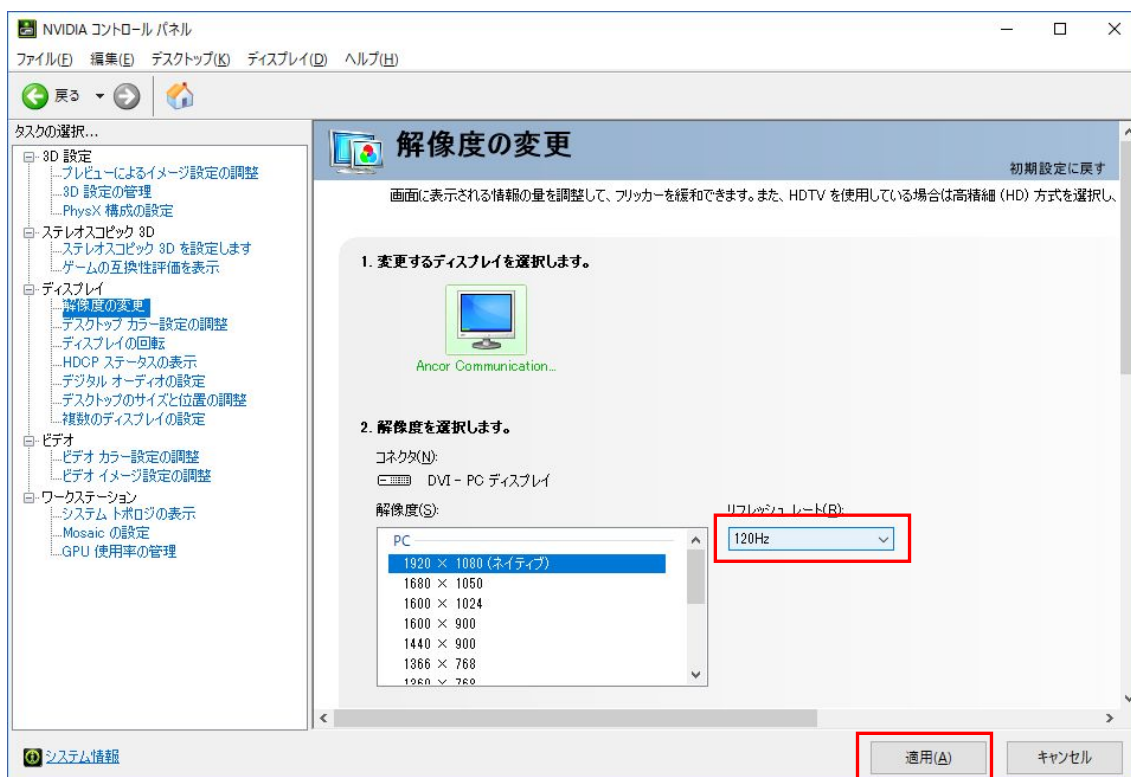 NVIDIA コントロール パネル
ファイル(F) 編集(E) デスクトップ(K) ディスプレイ(D) ヘルプ(H)
戻る
タスクの選択...
3D 設定
プレビューによるイメージ設定の調整
3D 設定の管理
PhysX 構成の設定
ステレオスコピック 3D
ステレオスコピック 3D を設定します
ゲームの互換性評価を表示
ディスプレイ
解像度の変更
デスクトップ カラー設定の調整
ディスプレイの回転
HDCP ステータスの表示
デジタル オーディオの設定
デスクトップのサイズと位置の調整
複数のディスプレイの設定
ビデオ
ビデオ カラー設定の調整
ビデオ イメージ設定の調整
ワークステーション
システム トポロジの表示
Mosaic の設定
GPU 使用率の管理
システム情報
解像度の変更
初期設定に戻す
画面に表示される情報の量を調整して、フリッカーを緩和できます。また、HDTV を使用している場合は高精細 (HD) 方式を選択し、
1. 変更するディスプレイを選択します。
Ancor Communication...
2. 解像度を選択します。
コネクタ(N):
DVI - PC ディスプレイ
解像度(S):
リフレッシュ レート(R):
PC
120Hz
1920 × 1080 (ネイティブ)
1680 × 1050
1600 × 1024
1600 × 900
1440 × 900
1366 × 768
1360 × 768
適用(A)
キャンセル